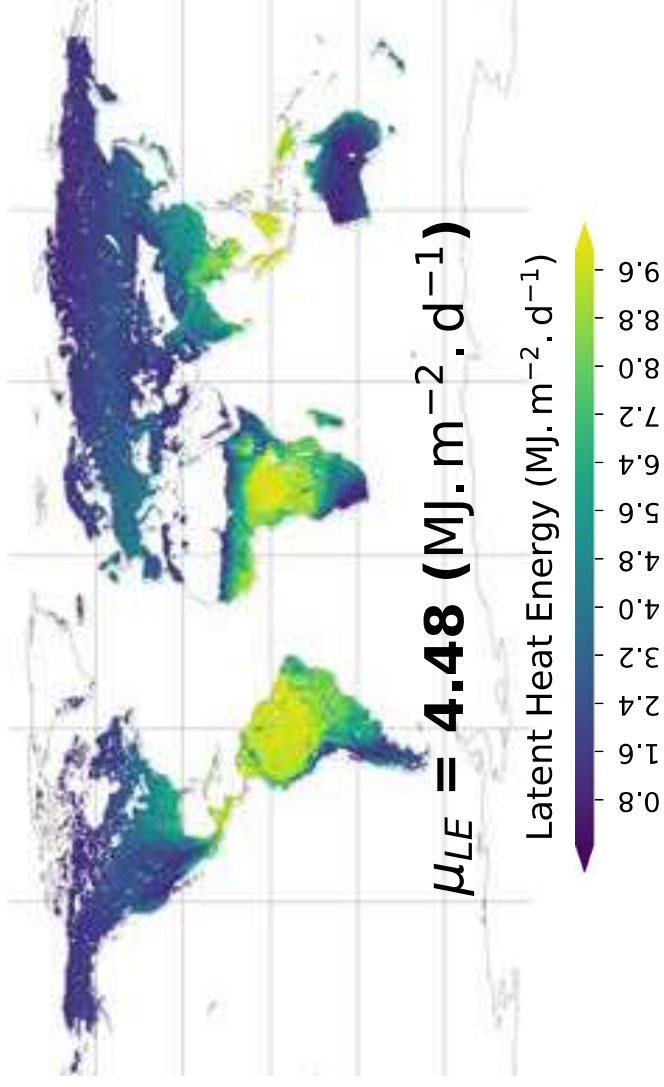 μ_LE = 4.48 (MJ. m⁻². d⁻¹)
Latent Heat Energy (MJ. m⁻². d⁻¹)
0.8 1.6 2.4 3.2 4.0 4.8 5.6 6.4 7.2 8.0 8.8 9.6